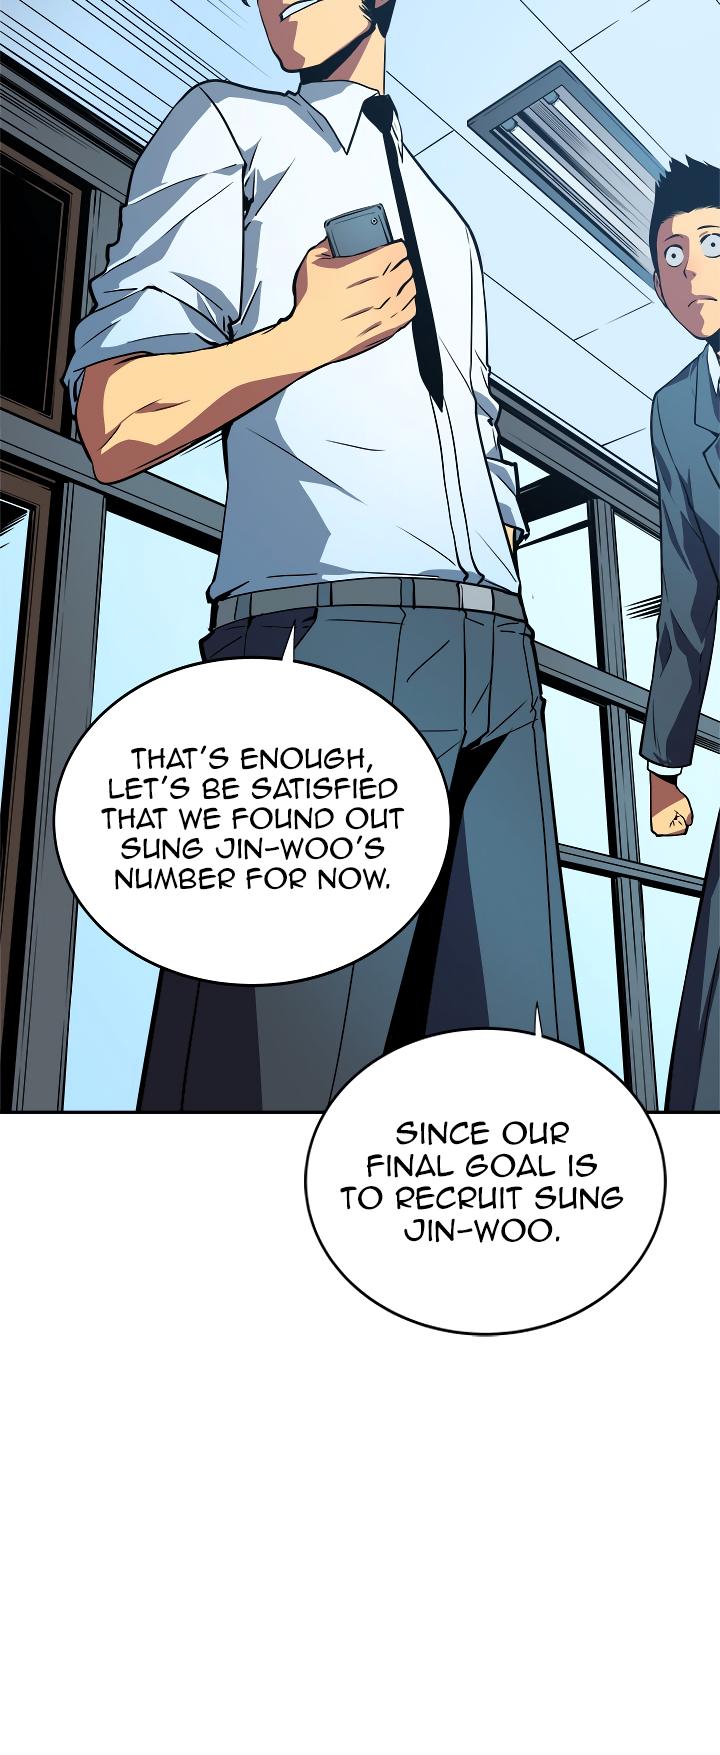 THAT'S ENOUGH,
LET'S BE SATISFIED
THAT WE FOUND OUT
SUNG JIN-WOO'S
NUMBER FOR NOW.
SINCE OUR
FINAL GOAL IS
TO RECRUIT SUNG
JIN-WOO.